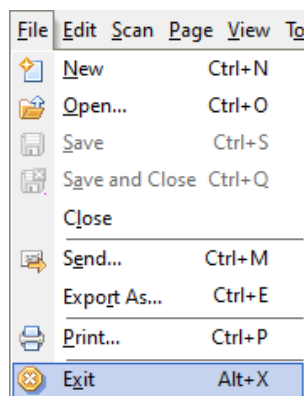 File Edit Scan Page View To
New Ctrl+N
Open... Ctrl+O
Save Ctrl+S
Save and Close Ctrl+Q
Close
Send... Ctrl+M
Export As... Ctrl+E
Print... Ctrl+P
Exit Alt+X